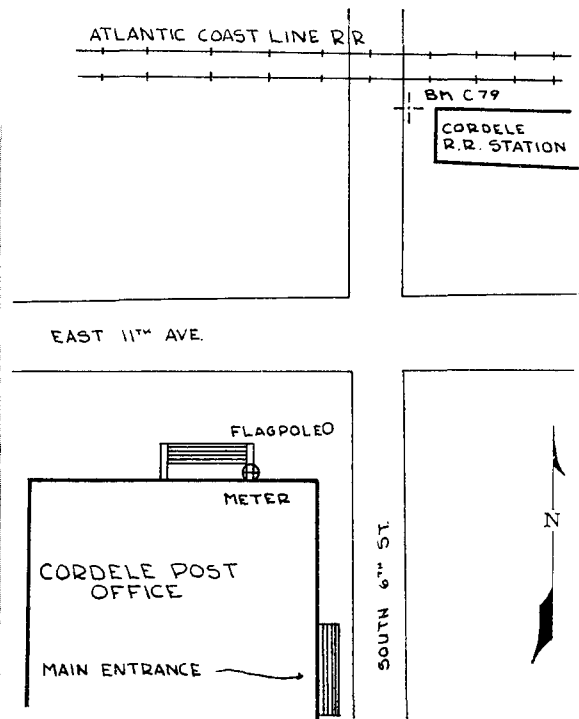 ATLANTIC COAST LINE RR
BM C79
CORDELE
R.R. STATION
EAST 11TH AVE.
FLAGPOLE
METER
N
CORDELE POST
OFFICE
SOUTH 6TH ST.
MAIN ENTRANCE